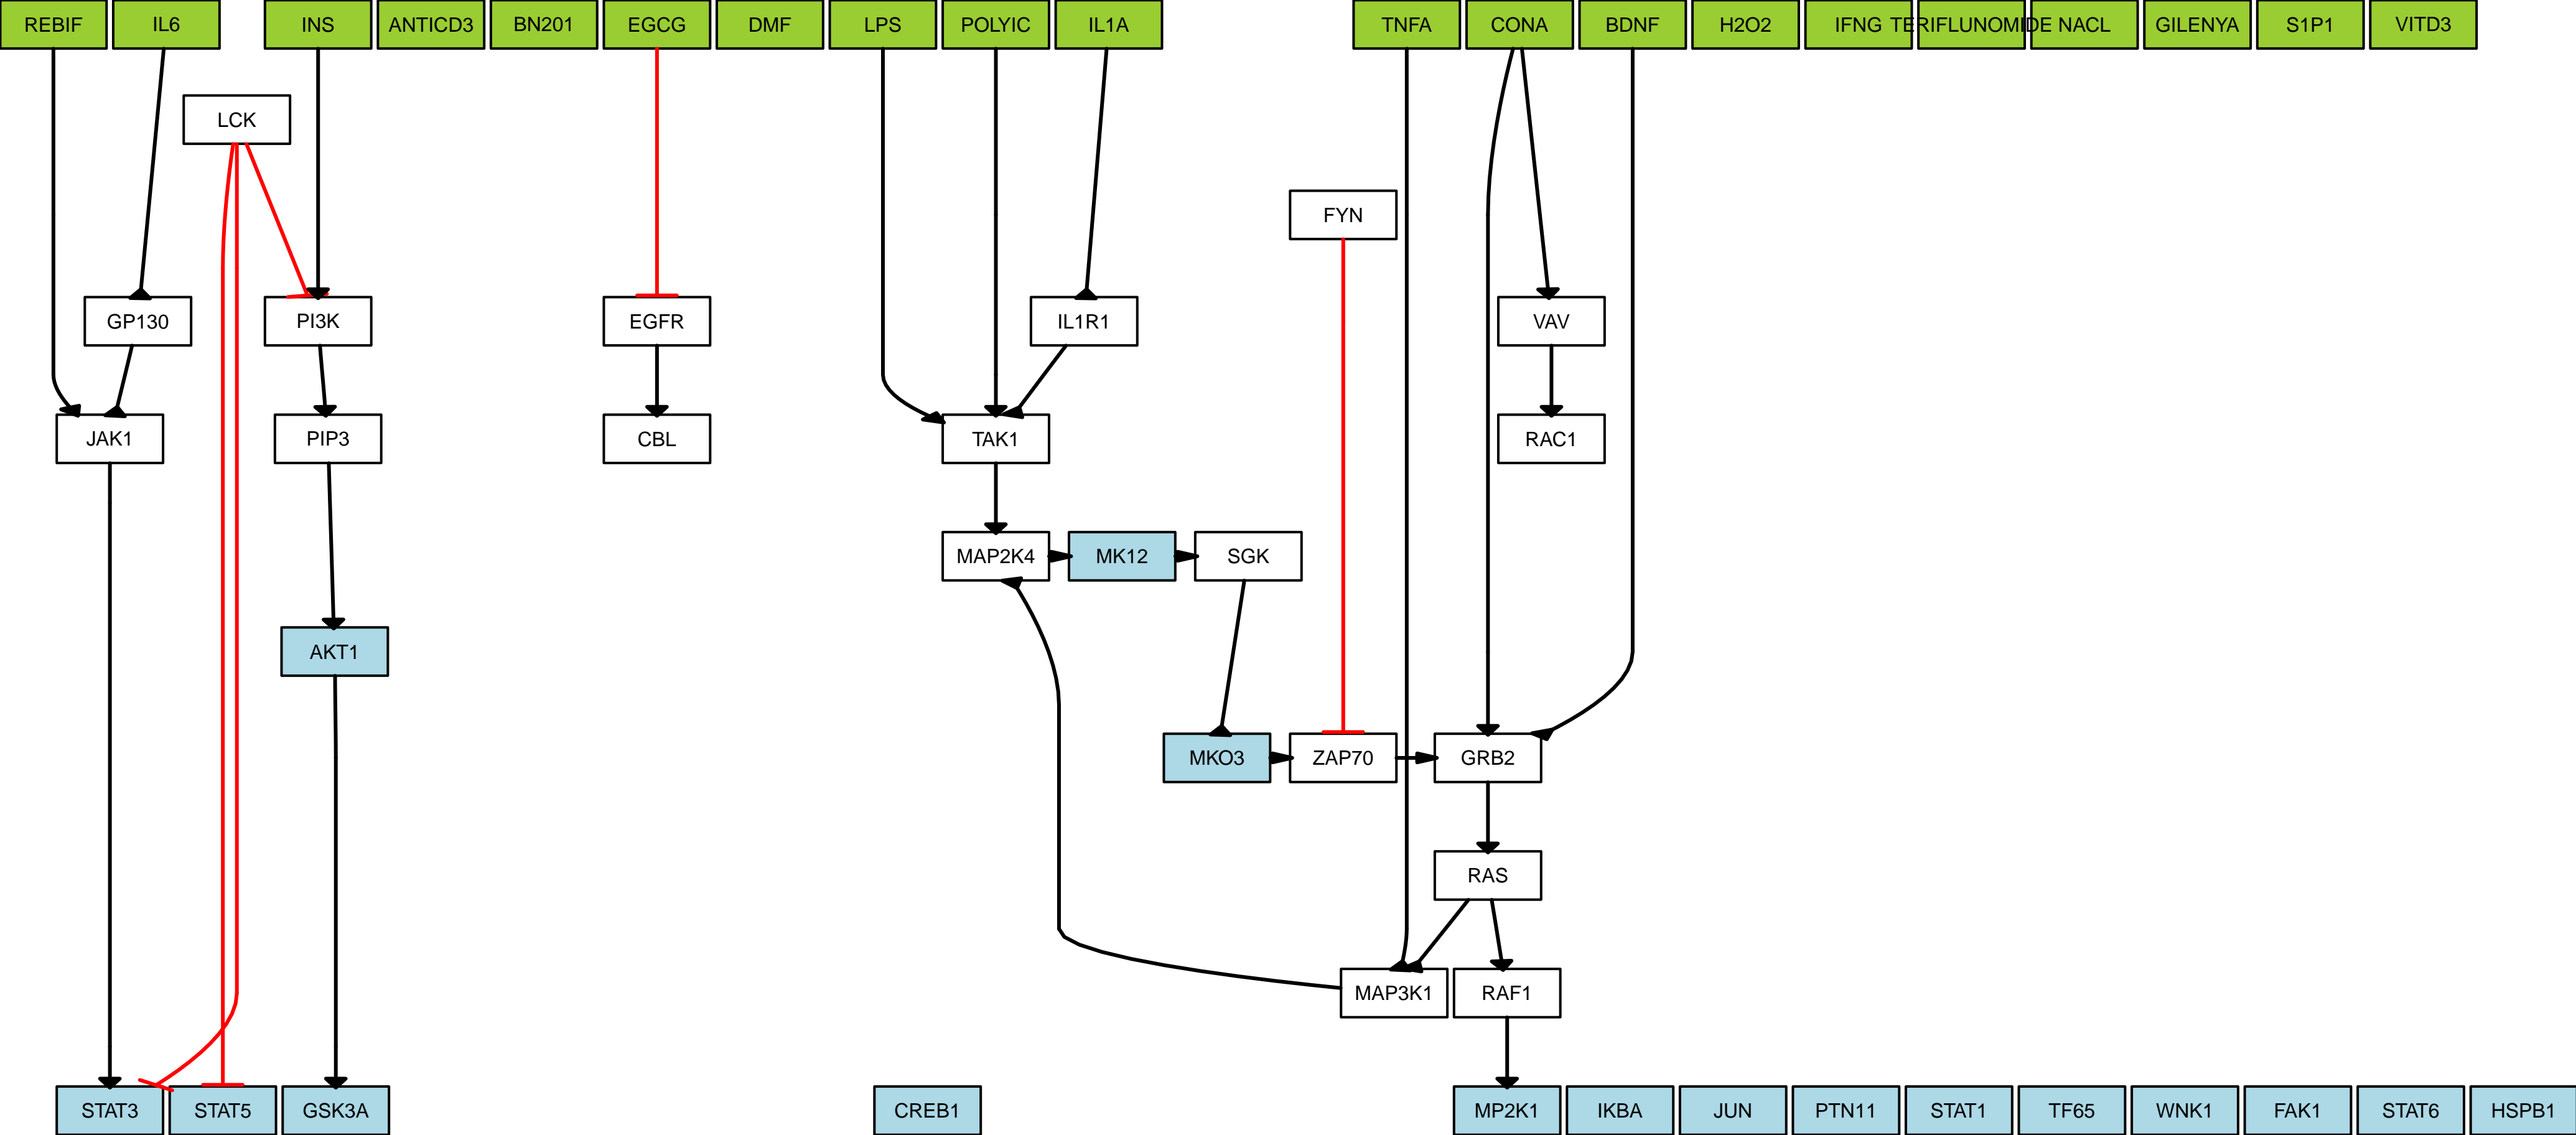 REBIF
IL6
INS
ANTICD3
BN201
EGCG
DMF
LPS
POLYIC
IL1A
TNFA
CONA
BDNF
H2O2
IFNG
TERIFLUNOMIDE
NACL
GILENYA
S1P1
VITD3
LCK
FYN
GP130
PI3K
EGFR
IL1R1
VAV
JAK1
PIP3
CBL
TAK1
RAC1
MAP2K4
MK12
SGK
AKT1
MKO3
ZAP70
GRB2
RAS
MAP3K1
RAF1
STAT3
STAT5
GSK3A
CREB1
MP2K1
IKBA
JUN
PTN11
STAT1
TF65
WNK1
FAK1
STAT6
HSPB1